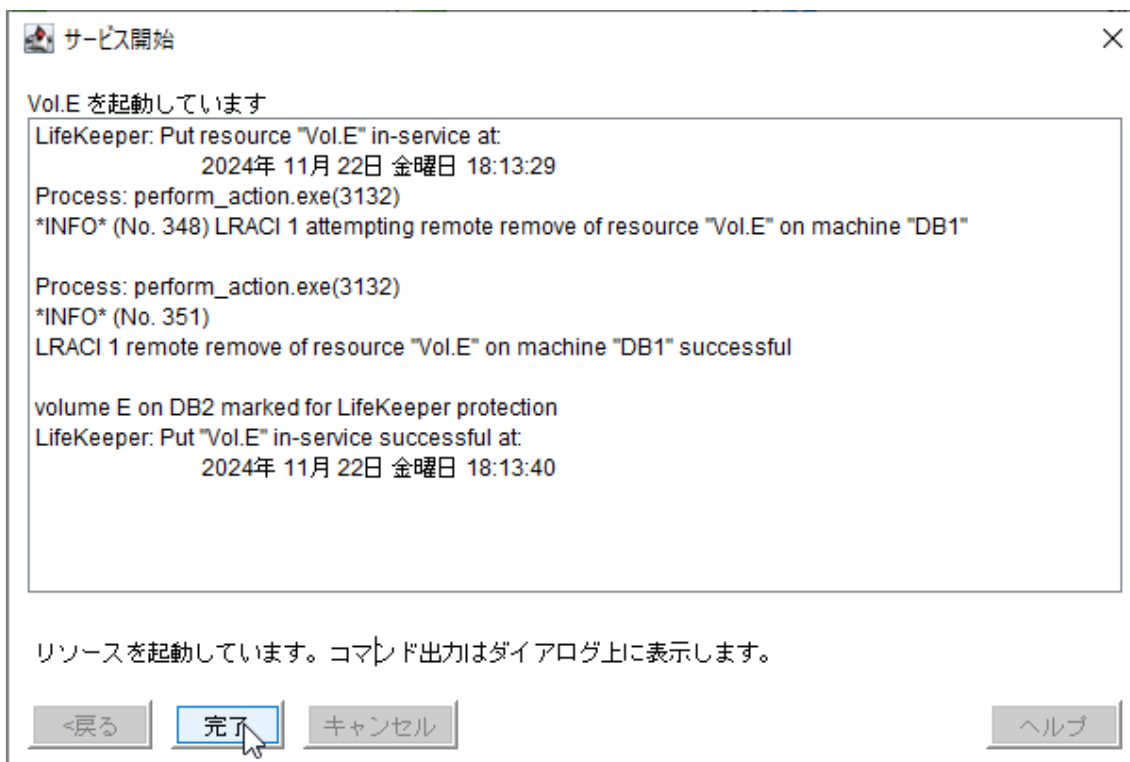 サービス開始
Vol.E を起動しています
LifeKeeper: Put resource "Vol.E" in-service at:
2024年 11月 22日 金曜日 18:13:29
Process: perform_action.exe(3132)
*INFO* (No. 348) LRACI 1 attempting remote remove of resource "Vol.E" on machine "DB1"
Process: perform_action.exe(3132)
*INFO* (No. 351)
LRACI 1 remote remove of resource "Vol.E" on machine "DB1" successful
volume E on DB2 marked for LifeKeeper protection
LifeKeeper: Put "Vol.E" in-service successful at:
2024年 11月 22日 金曜日 18:13:40
リソースを起動しています。コマンド出力はダイアログ上に表示します。
<戻る 完了 キャンセル ヘルプ